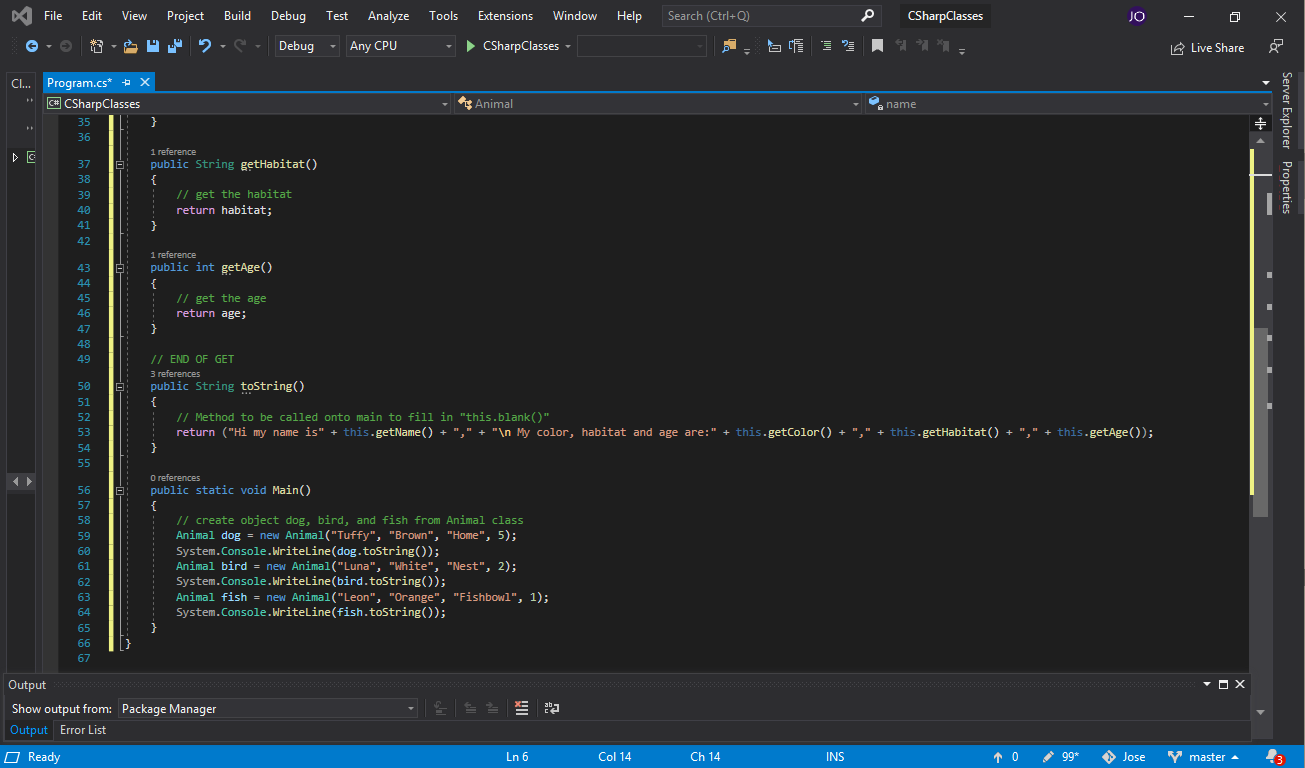 File Edit View Project Build Debug Test Analyze Tools Extensions Window Help Search (Ctrl+Q) CSharpClasses JO
Debug Any CPU CSharpClasses Live Share
Cl... Program.cs*
CSharpClasses Animal name
Server Explorer
Properties
35 }
36
1 reference
37 public String getHabitat()
38 {
39 // get the habitat
40 return habitat;
41 }
42
1 reference
43 public int getAge()
44 {
45 // get the age
46 return age;
47 }
48
49 // END OF GET
3 references
50 public String toString()
51 {
52 // Method to be called onto main to fill in "this.blank()"
53 return ("Hi my name is" + this.getName() + "," + "\n My color, habitat and age are:" + this.getColor() + "," + this.getHabitat() + "," + this.getAge());
54 }
55
0 references
56 public static void Main()
57 {
58 // create object dog, bird, and fish from Animal class
59 Animal dog = new Animal("Tuffy", "Brown", "Home", 5);
60 System.Console.WriteLine(dog.toString());
61 Animal bird = new Animal("Luna", "White", "Nest", 2);
62 System.Console.WriteLine(bird.toString());
63 Animal fish = new Animal("Leon", "Orange", "Fishbowl", 1);
64 System.Console.WriteLine(fish.toString());
65 }
66 }
67
Output
Show output from: Package Manager
Output Error List
Ready Ln 6 Col 14 Ch 14 INS 0 99* Jose master 3